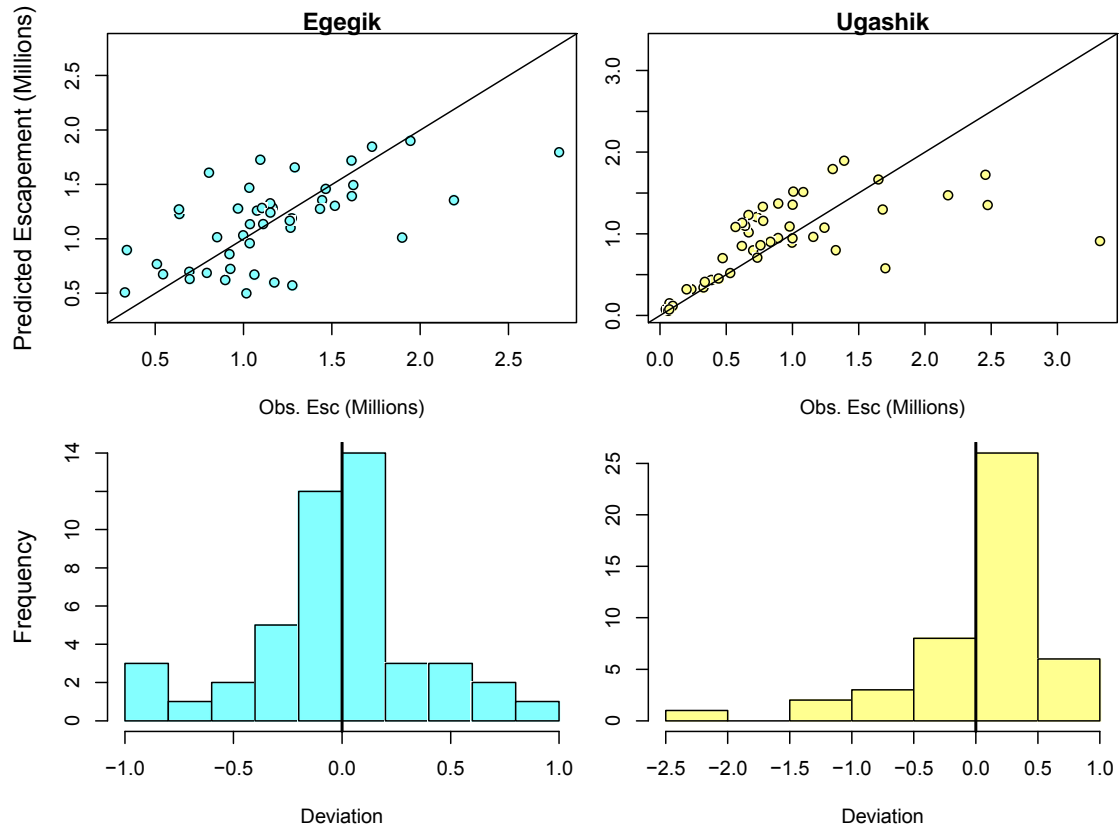 Egegik
Ugashik
Predicted Escapement (Millions)
2.5
2.0
1.5
1.0
0.5
0.5 1.0 1.5 2.0 2.5
Obs. Esc (Millions)
3.0
2.0
1.0
0.0
0.0 0.5 1.0 1.5 2.0 2.5 3.0
Obs. Esc (Millions)
Frequency
14
10
8
6
4
2
0
−1.0 −0.5 0.0 0.5 1.0
Deviation
25
20
15
10
5
0
−2.5 −2.0 −1.5 −1.0 −0.5 0.0 0.5 1.0
Deviation